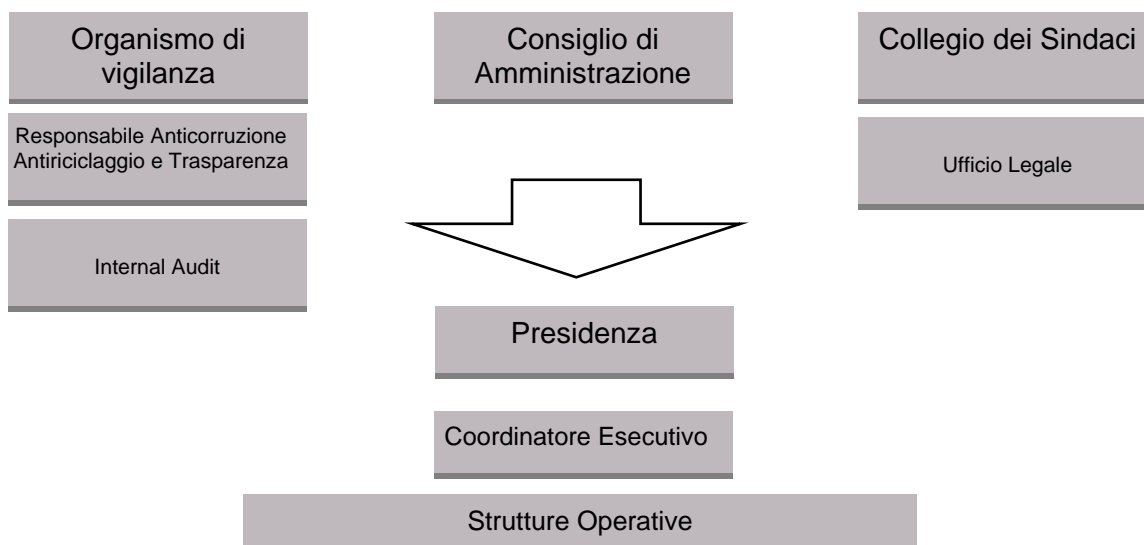 Organismo di
vigilanza
Consiglio di
Amministrazione
Collegio dei Sindaci
Responsabile Anticorruzione
Antiriciclaggio e Trasparenza
Ufficio Legale
Internal Audit
Presidenza
Coordinatore Esecutivo
Strutture Operative